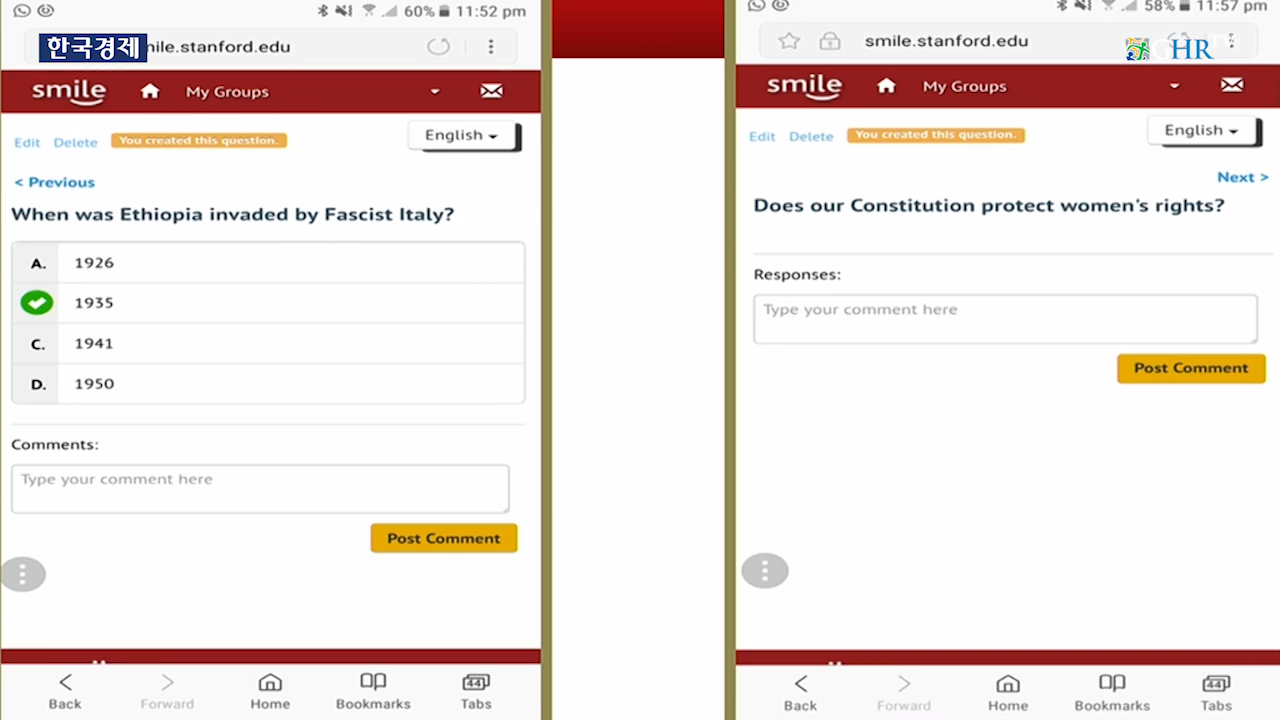 60% 11:52 pm
한국경제
nile.stanford.edu
smile My Groups
Edit Delete You created this question. English
< Previous
When was Ethiopia invaded by Fascist Italy?
A. 1926
1935
C. 1941
D. 1950
Comments:
Type your comment here
Post Comment
Back Forward Home Bookmarks 44 Tabs
58% 11:57 pm
smile.stanford.edu
HR
smile My Groups
Edit Delete You created this question. English
Next >
Does our Constitution protect women's rights?
Responses:
Type your comment here
Post Comment
Back Forward Home Bookmarks 44 Tabs